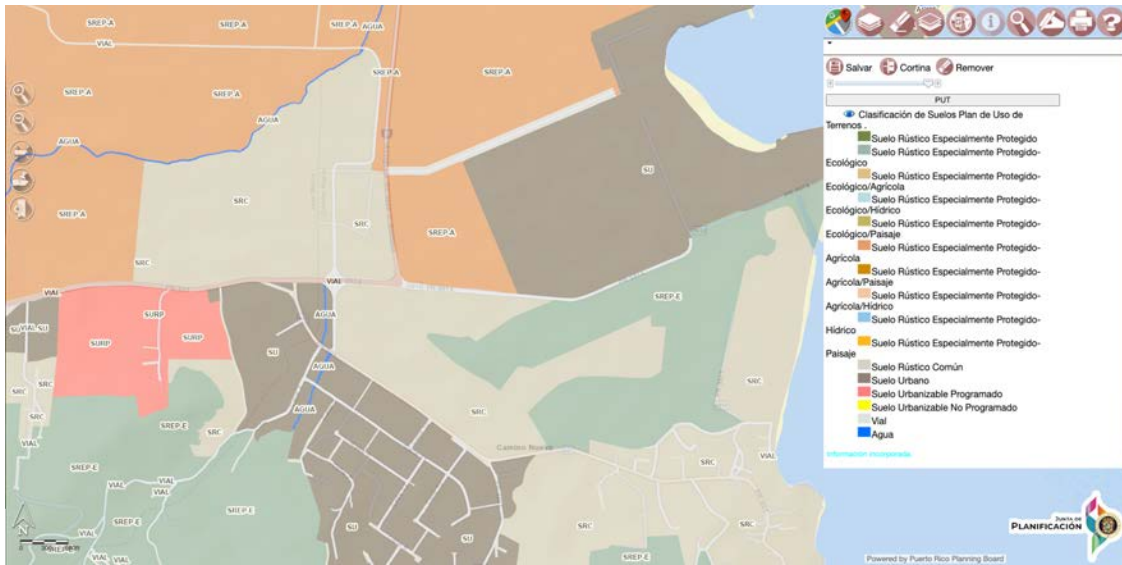 SREP-A
VIAL
SREP-A
SREP-A
SREP-A
SREP-A
SREP-A
AGUA
AGUA
AGUA
SRC
SU
SREP-A
SRC
SREP-A
SRC
VIAL
VIAL
SREP-E
AGUA
SURP
SURP
VIAL
SU
SU
AGUA
SRC
SRC
SRC
SRC
AGUA
SREP-E
SRC
Camino Nuevo
VIAL
SRC
VIAL
SREP-E
VIAL
VIAL
SREP-E
SREP-E
SRC
SU
SU
VIAL
VIAL
SREP-E
N
Salvar
Cortina
Remover
PUT
Clasificación de Suelos Plan de Uso de
Terrenos .
Suelo Rústico Especialmente Protegido
Suelo Rústico Especialmente Protegido-
Ecológico
Suelo Rústico Especialmente Protegido-
Ecológico/Agrícola
Suelo Rústico Especialmente Protegido-
Ecológico/Hídrico
Suelo Rústico Especialmente Protegido-
Ecológico/Paisaje
Suelo Rústico Especialmente Protegido-
Agrícola
Suelo Rústico Especialmente Protegido-
Agrícola/Paisaje
Suelo Rústico Especialmente Protegido-
Agrícola/Hídrico
Suelo Rústico Especialmente Protegido-
Hídrico
Suelo Rústico Especialmente Protegido-
Paisaje
Suelo Rústico Común
Suelo Urbano
Suelo Urbanizable Programado
Suelo Urbanizable No Programado
Vial
Agua
Información incorporada
JUNTA DE
PLANIFICACIÓN
Powered by Puerto Rico Planning Board